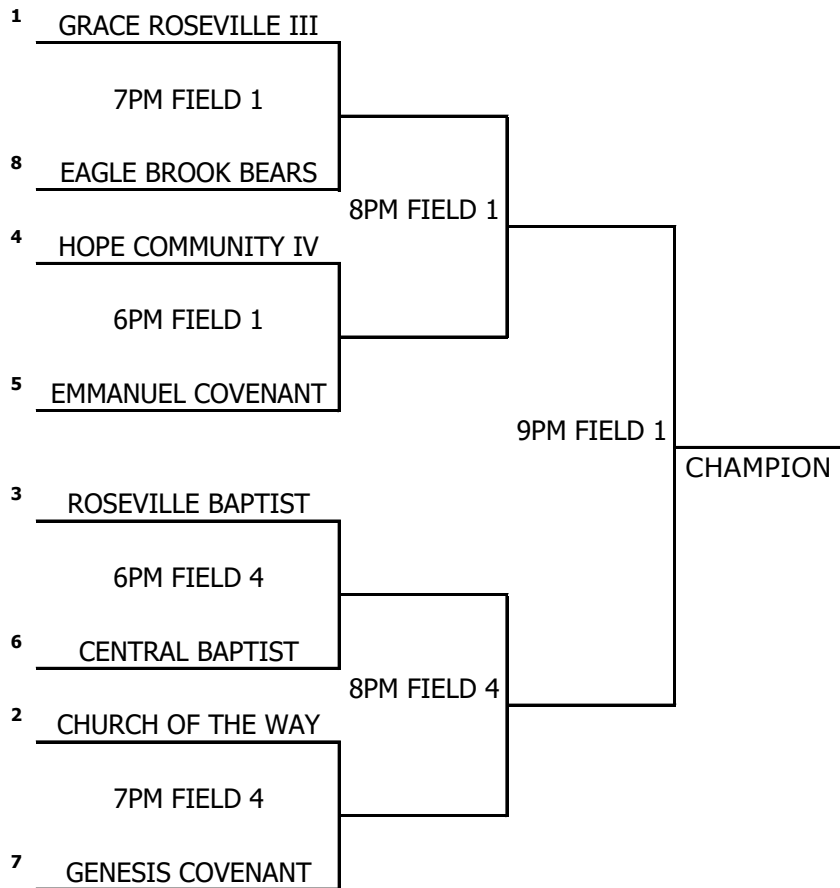 1 GRACE ROSEVILLE III
7PM FIELD 1
8 EAGLE BROOK BEARS
8PM FIELD 1
4 HOPE COMMUNITY IV
6PM FIELD 1
5 EMMANUEL COVENANT
9PM FIELD 1
CHAMPION
3 ROSEVILLE BAPTIST
6PM FIELD 4
6 CENTRAL BAPTIST
8PM FIELD 4
2 CHURCH OF THE WAY
7PM FIELD 4
7 GENESIS COVENANT